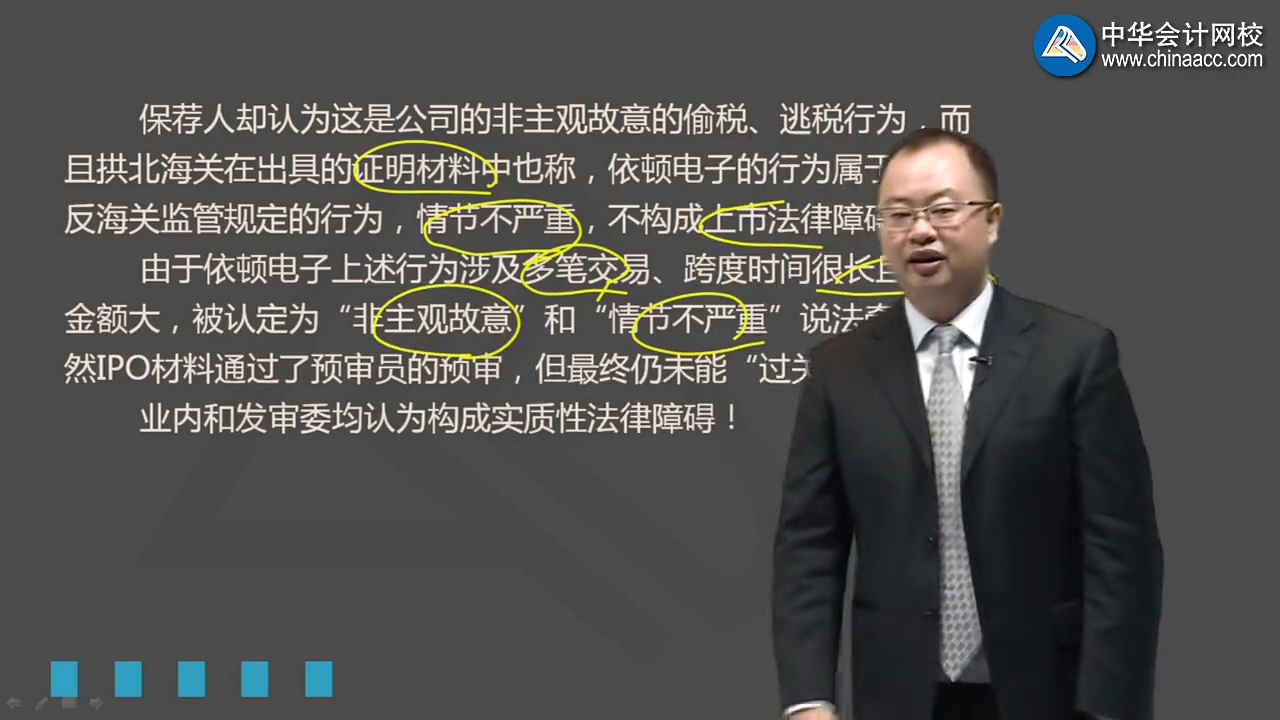 中华会计网校
www.chinaacc.com
保荐人却认为这是公司的非主观故意的偷税、逃税行为，而
且拱北海关在出具的证明材料中也称，依顿电子的行为属于
反海关监管规定的行为，情节不严重，不构成上市法律障碍
由于依顿电子上述行为涉及多笔交易、跨度时间很长且
金额大，被认定为“非主观故意”和“情节不严重”说法牵
然IPO材料通过了预审员的预审，但最终仍未能“过关
业内和发审委均认为构成实质性法律障碍！